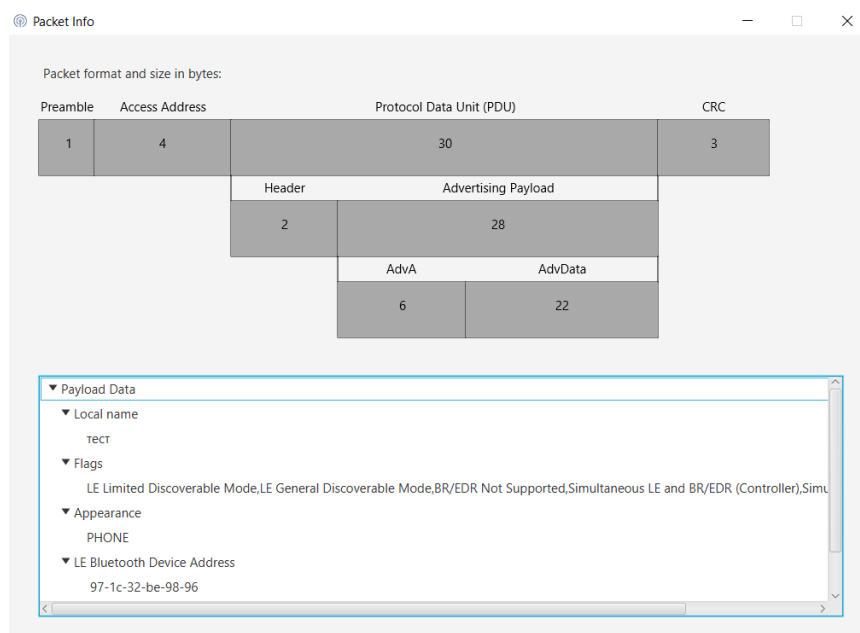 Packet Info
Packet format and size in bytes:
Preamble Access Address Protocol Data Unit (PDU) CRC
1 4 30 3
Header Advertising Payload
2 28
AdvA AdvData
6 22
Payload Data
Local name
тест
Flags
LE Limited Discoverable Mode,LE General Discoverable Mode,BR/EDR Not Supported,Simultaneous LE and BR/EDR (Controller),Simu
Appearance
PHONE
LE Bluetooth Device Address
97-1c-32-be-98-96